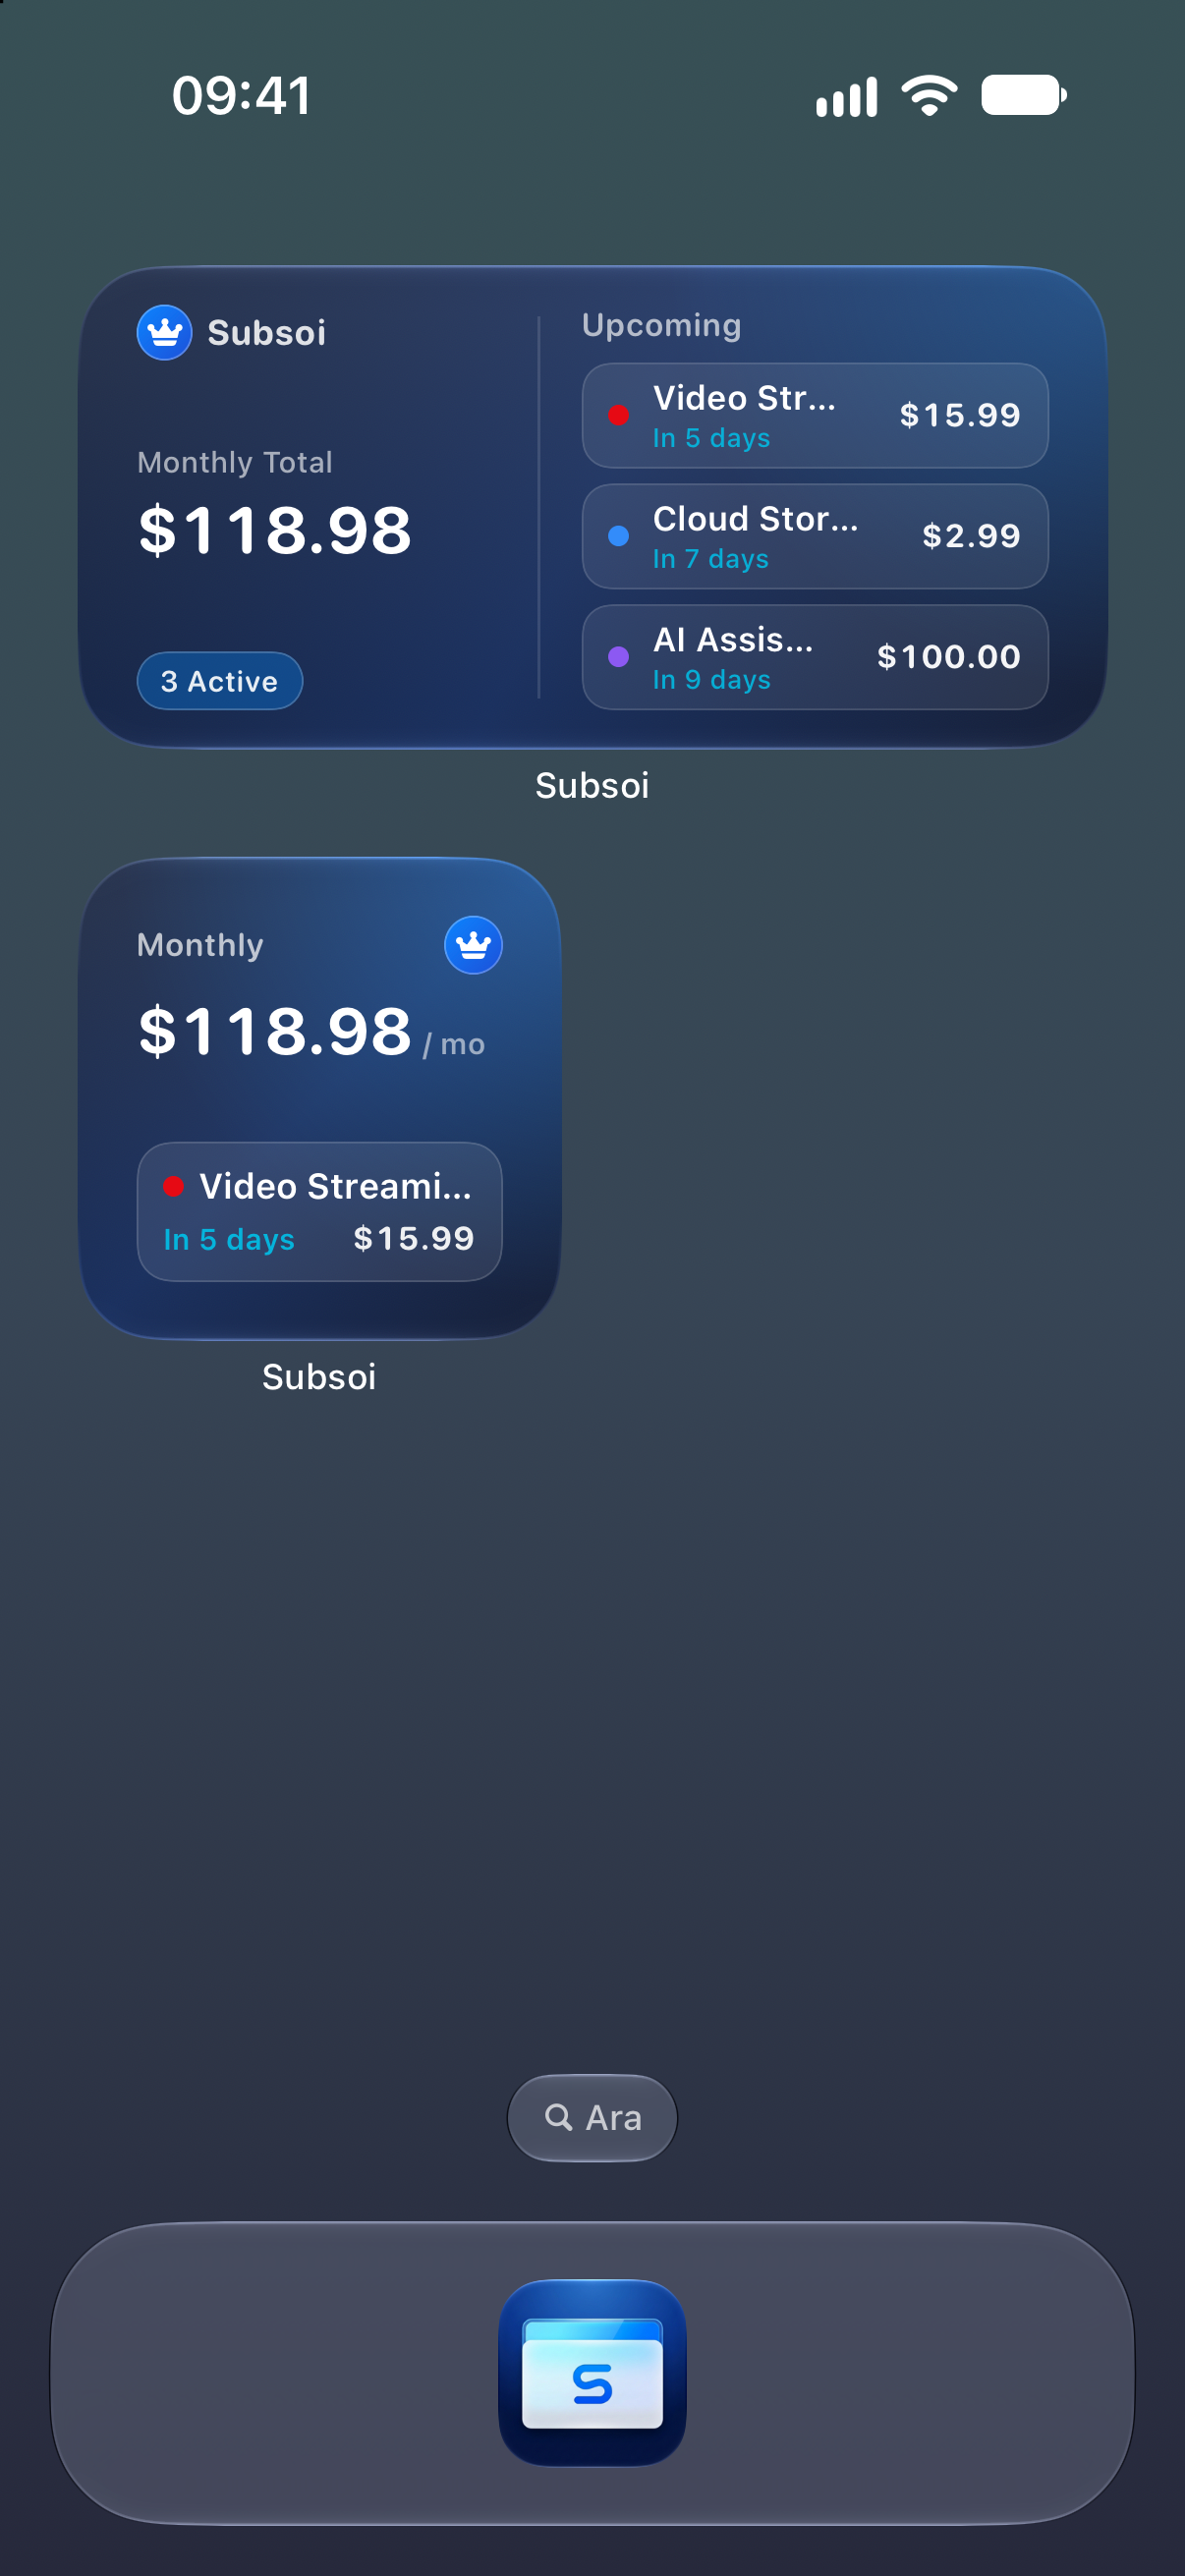 09:41
Subsoi
Monthly Total
$118.98
3 Active
Upcoming
Video Str...
In 5 days
$15.99
Cloud Stor...
In 7 days
$2.99
AI Assis...
In 9 days
$100.00
Subsoi
Monthly
$118.98 / mo
Video Streami...
In 5 days $15.99
Subsoi
Ara
S